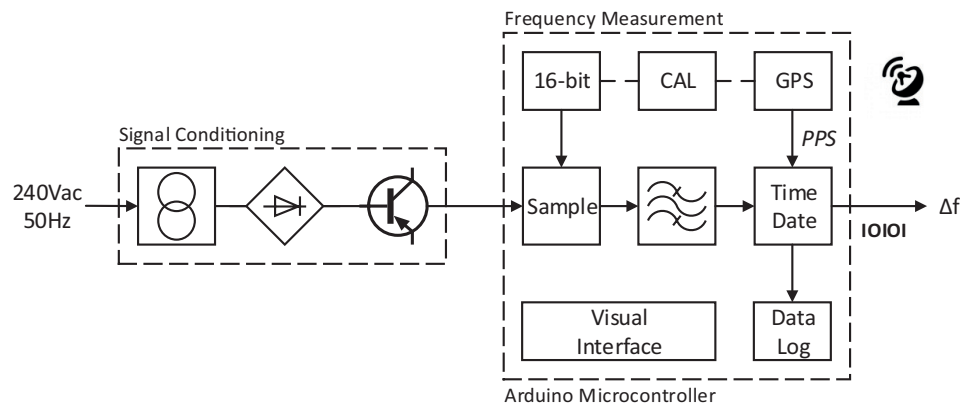 Frequency Measurement
16-bit
CAL
GPS
Signal Conditioning
PPS
240Vac
50Hz
Sample
Time
Date
Δf
IOIOI
Visual
Interface
Data
Log
Arduino Microcontroller